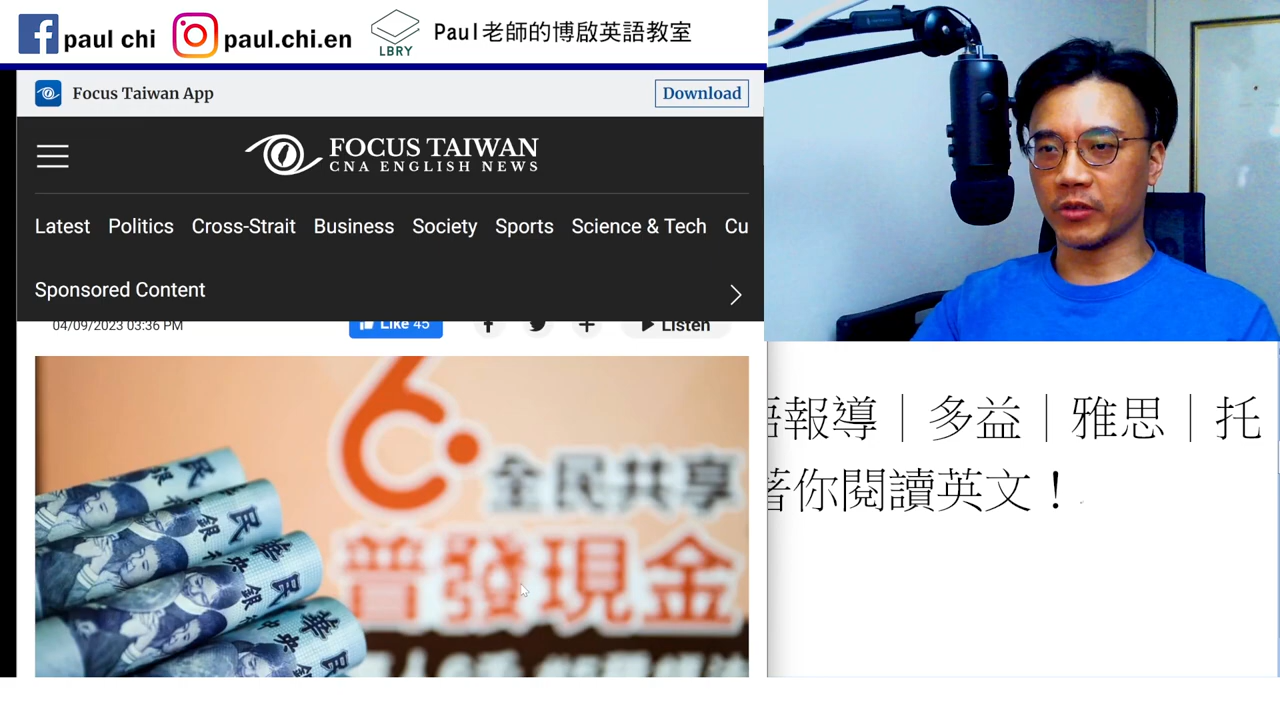 paul chi
paul.chi.en
LBRY
Paul老師的博啟英語教室
Focus Taiwan App
Download
FOCUS TAIWAN
CNA ENGLISH NEWS
Latest Politics Cross-Strait Business Society Sports Science & Tech Cu
Sponsored Content
04/09/2023 03:36 PM
Like 45
Listen
6
全民共享
普發現金
報導｜多益｜雅思｜托
著你閱讀英文！